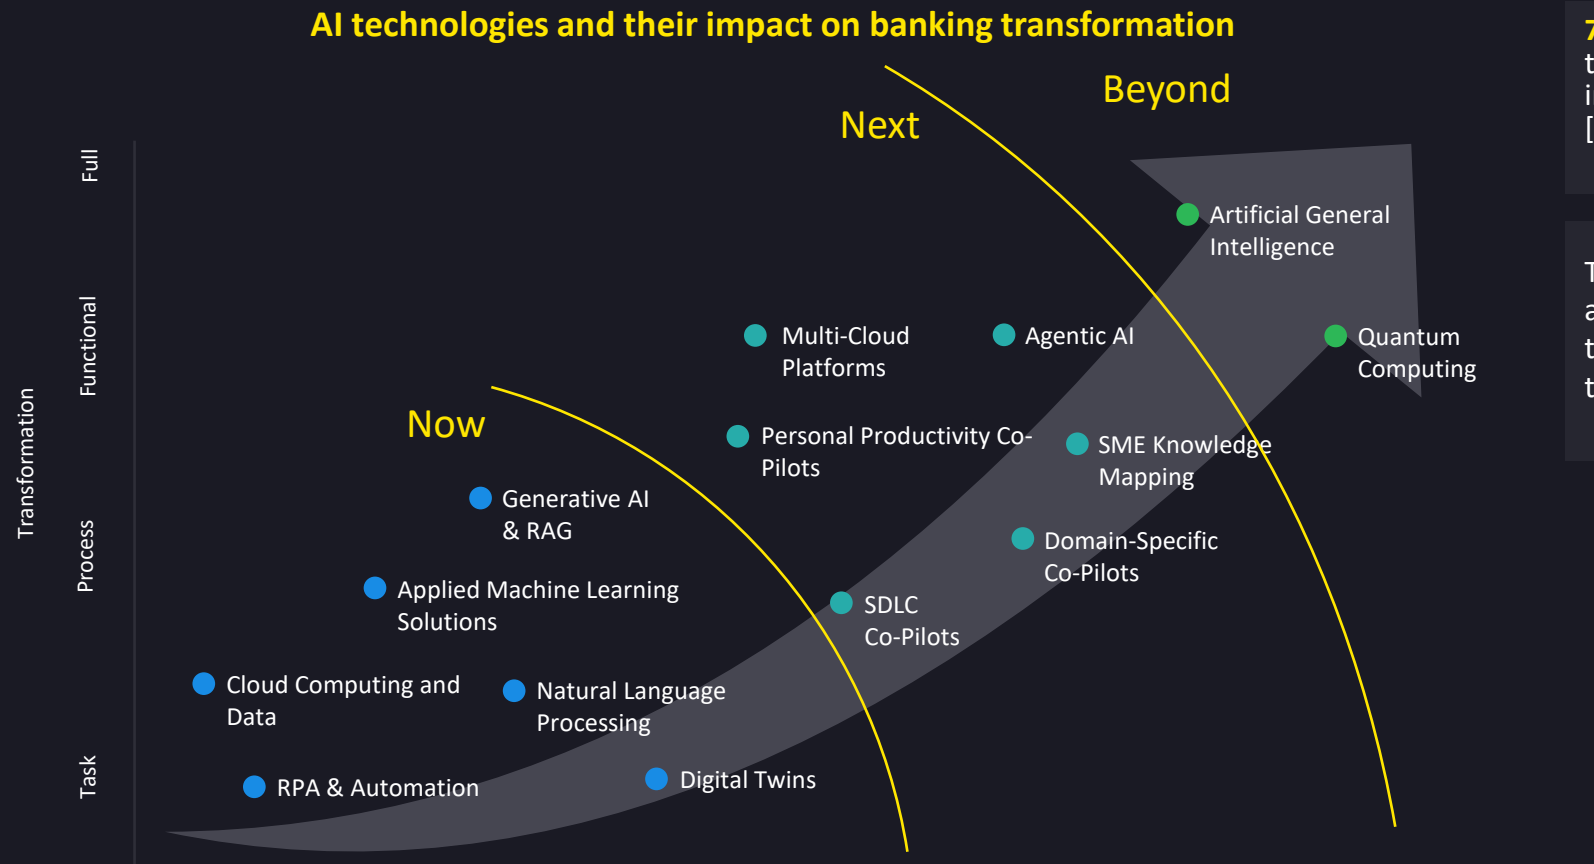 AI technologies and their impact on banking transformation
Beyond
Next
Now
Transformation
Full
Functional
Process
Task
Artificial General
Intelligence
Multi-Cloud
Platforms
Agentic AI
Quantum
Computing
Personal Productivity Co-
Pilots
SME Knowledge
Mapping
Generative AI
& RAG
Domain-Specific
Co-Pilots
Applied Machine Learning
Solutions
SDLC
Co-Pilots
Cloud Computing and
Data
Natural Language
Processing
RPA & Automation
Digital Twins